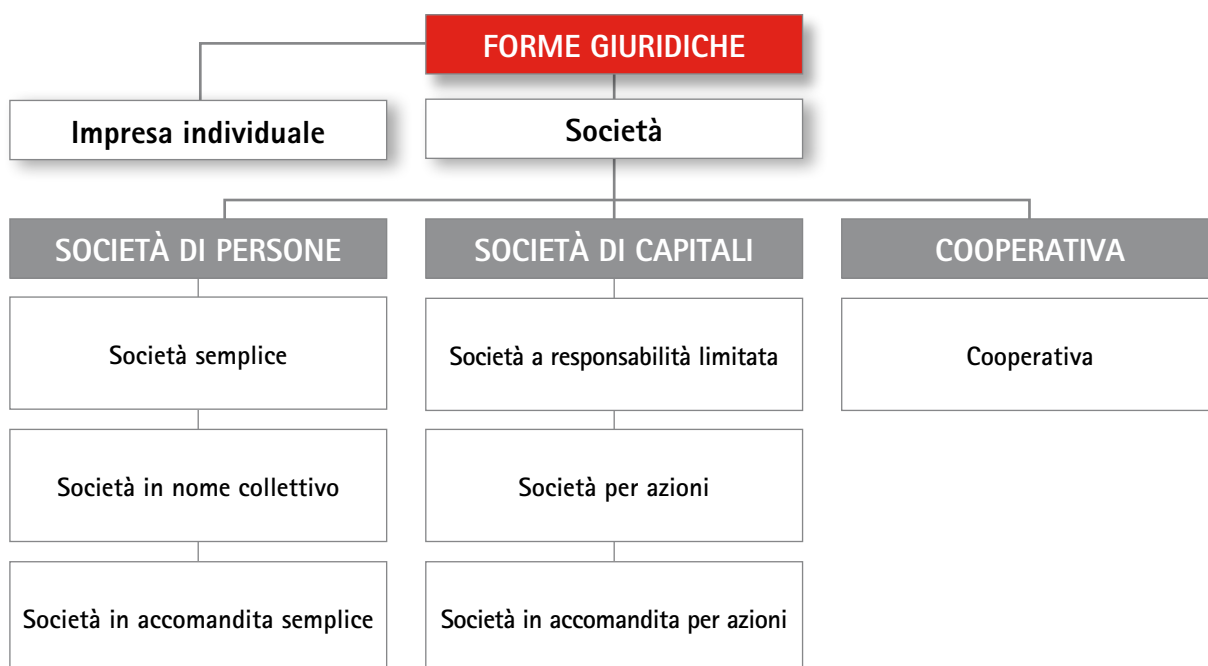 FORME GIURIDICHE
Impresa individuale
Società
SOCIETÀ DI PERSONE
SOCIETÀ DI CAPITALI
COOPERATIVA
Società semplice
Società a responsabilità limitata
Cooperativa
Società in nome collettivo
Società per azioni
Società in accomandita semplice
Società in accomandita per azioni